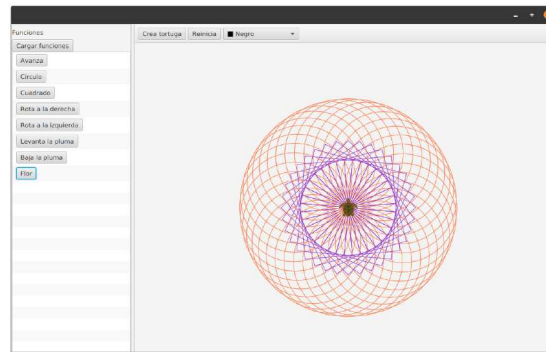 Funciones
Cargar funciones
Avanza
Círculo
Cuadrado
Rota a la derecha
Rota a la izquierda
Levanta la pluma
Baja la pluma
Flor
Crea tortuga Reinicia Negro